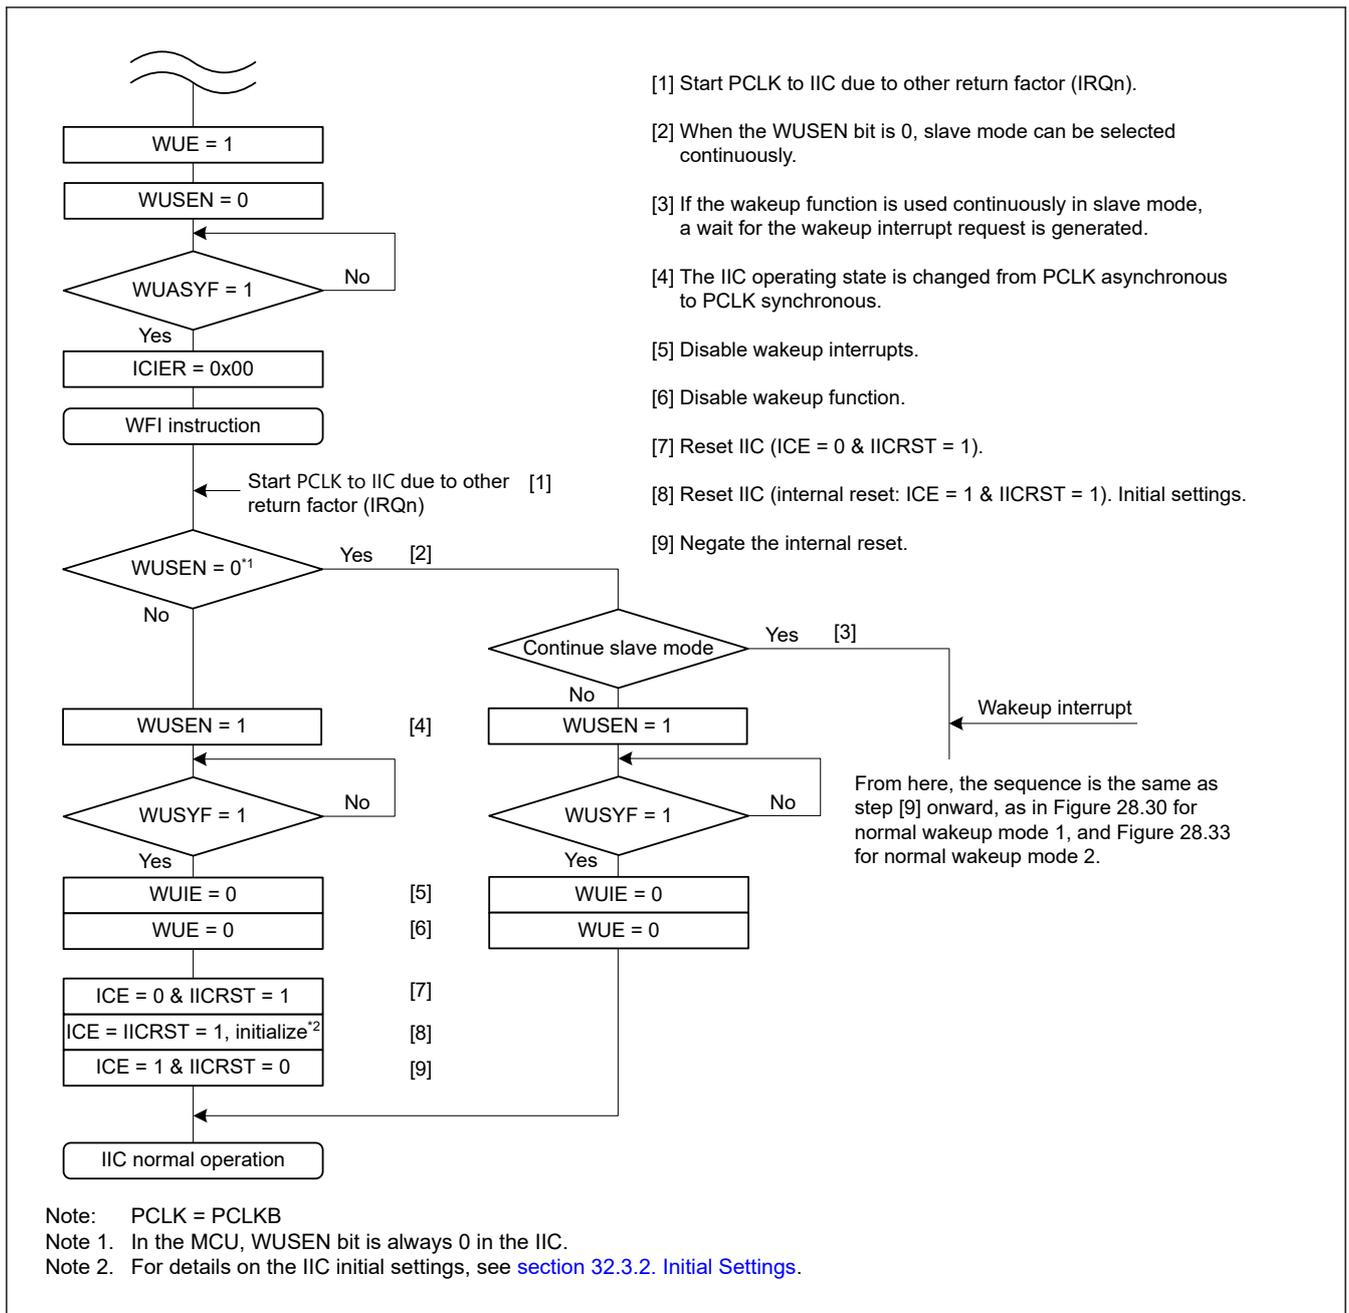 WUE = 1
WUSEN = 0
WUASYF = 1
No
Yes
ICIER = 0x00
WFI instruction
Start PCLK to IIC due to other [1]
return factor (IRQn)
WUSEN = 0*1
Yes [2]
No
Continue slave mode
Yes [3]
No
Wakeup interrupt
WUSEN = 1
[4]
WUSEN = 1
WUSYF = 1
No
Yes
WUSYF = 1
No
Yes
From here, the sequence is the same as
step [9] onward, as in Figure 28.30 for
normal wakeup mode 1, and Figure 28.33
for normal wakeup mode 2.
WUIE = 0
[5]
WUIE = 0
WUE = 0
[6]
WUE = 0
ICE = 0 & IICRST = 1
[7]
ICE = IICRST = 1, initialize*2
[8]
ICE = 1 & IICRST = 0
[9]
IIC normal operation
[1] Start PCLK to IIC due to other return factor (IRQn).
[2] When the WUSEN bit is 0, slave mode can be selected
continuously.
[3] If the wakeup function is used continuously in slave mode,
a wait for the wakeup interrupt request is generated.
[4] The IIC operating state is changed from PCLK asynchronous
to PCLK synchronous.
[5] Disable wakeup interrupts.
[6] Disable wakeup function.
[7] Reset IIC (ICE = 0 & IICRST = 1).
[8] Reset IIC (internal reset: ICE = 1 & IICRST = 1). Initial settings.
[9] Negate the internal reset.
Note: PCLK = PCLKB
Note 1. In the MCU, WUSEN bit is always 0 in the IIC.
Note 2. For details on the IIC initial settings, see section 32.3.2. Initial Settings.